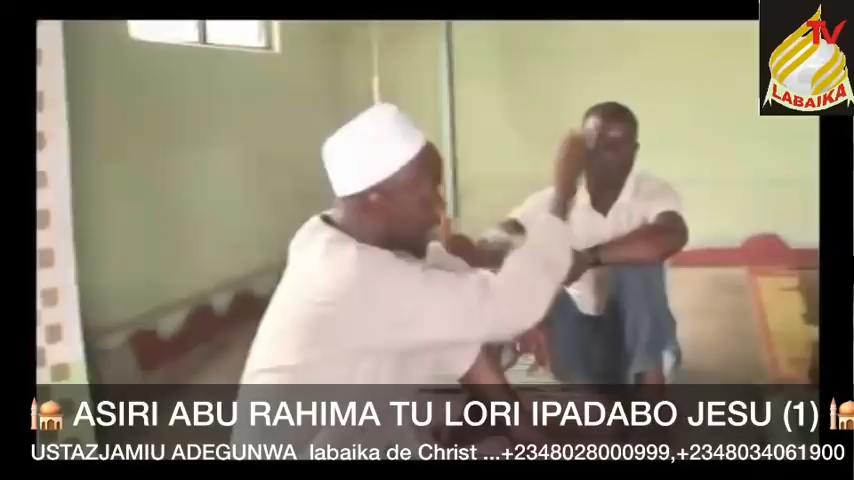 TV
LABAIKA
ASIRI ABU RAHIMA TU LORI IPADABO JESU (1)
USTAZJAMIU ADEGUNWA labaika de Christ ...+2348028000999,+2348034061900